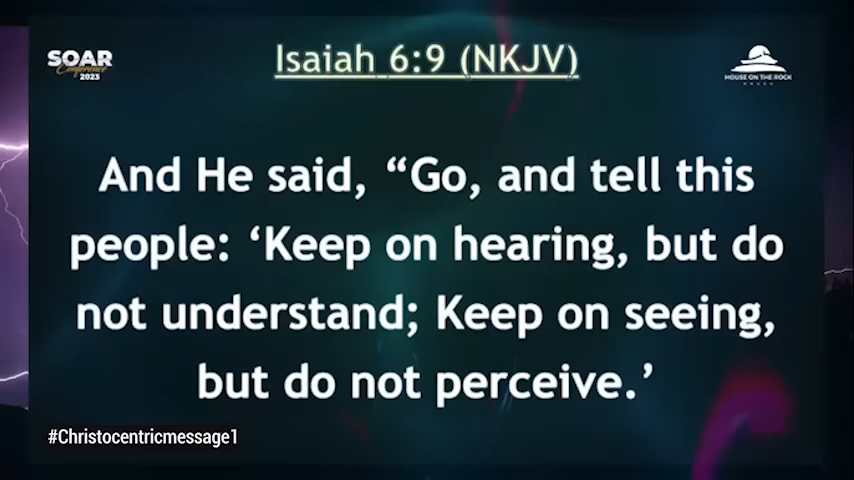 SOAR
Conference
2023
Isaiah 6:9 (NKJV)
HOUSE ON THE ROCK
And He said, “Go, and tell this
people: ‘Keep on hearing, but do
not understand; Keep on seeing,
but do not perceive.’
#Christocentricmessage1